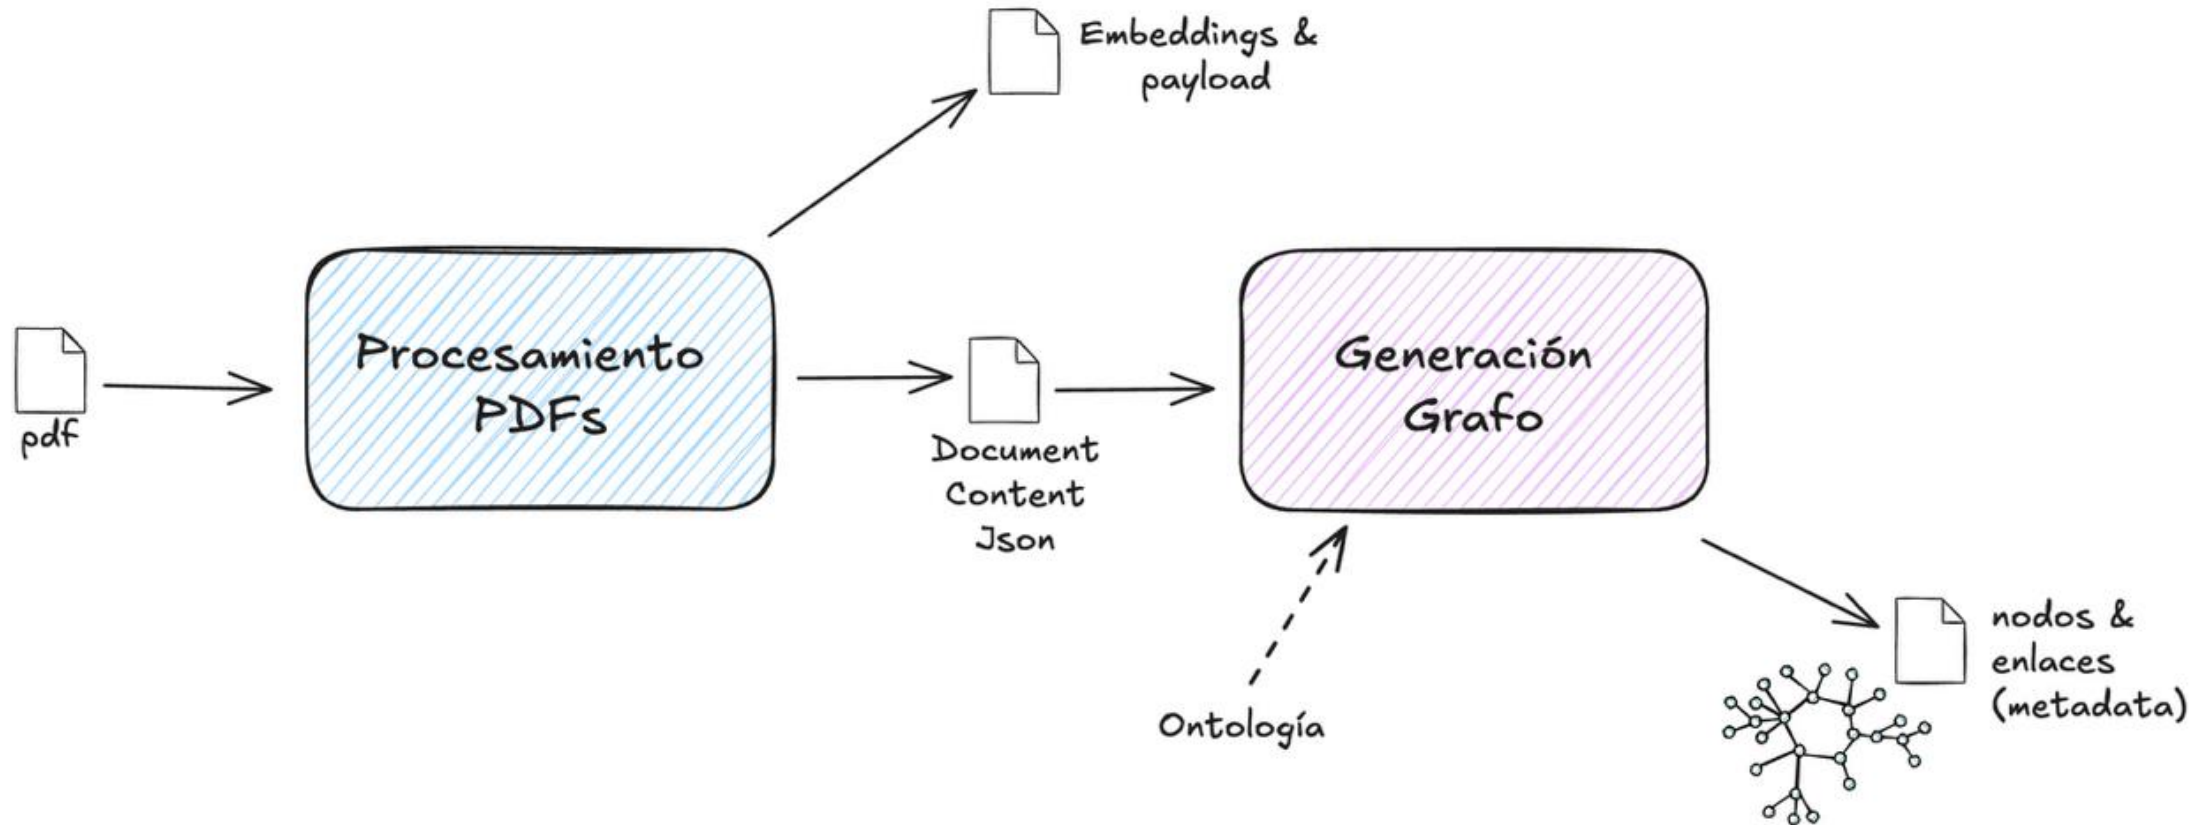 Embeddings &
payload
pdf
Procesamiento
PDFs
Document
Content
Json
Generación
Grafo
Ontología
nodos &
enlaces
(metadata)